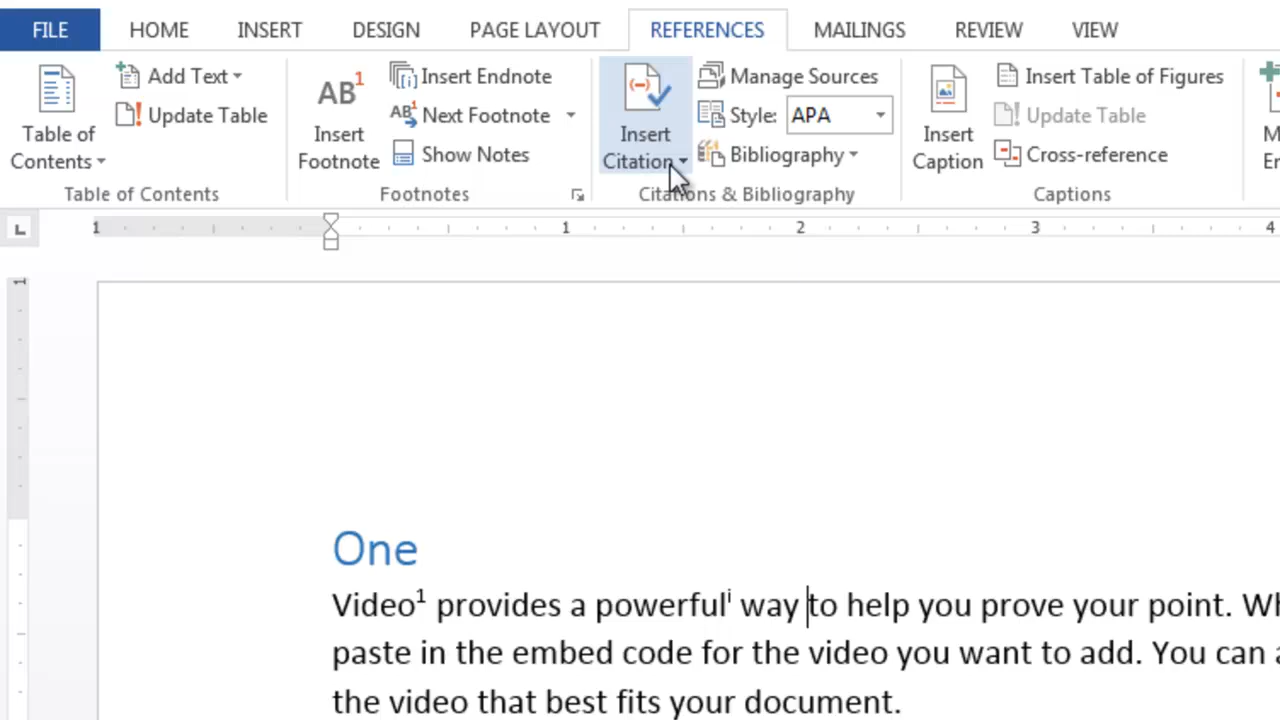 FILE HOME INSERT DESIGN PAGE LAYOUT REFERENCES MAILINGS REVIEW VIEW
Table of Contents
Add Text
Update Table
Table of Contents
AB1
Insert Footnote
Insert Endnote
Next Footnote
Show Notes
Footnotes
Insert Citation
Manage Sources
Style: APA
Bibliography
Citations & Bibliography
Insert Caption
Insert Table of Figures
Update Table
Cross-reference
Captions
1 1 2 3 4
1
One
Video¹ provides a powerfulⁱ way to help you prove your point. Wh
paste in the embed code for the video you want to add. You can a
the video that best fits your document.